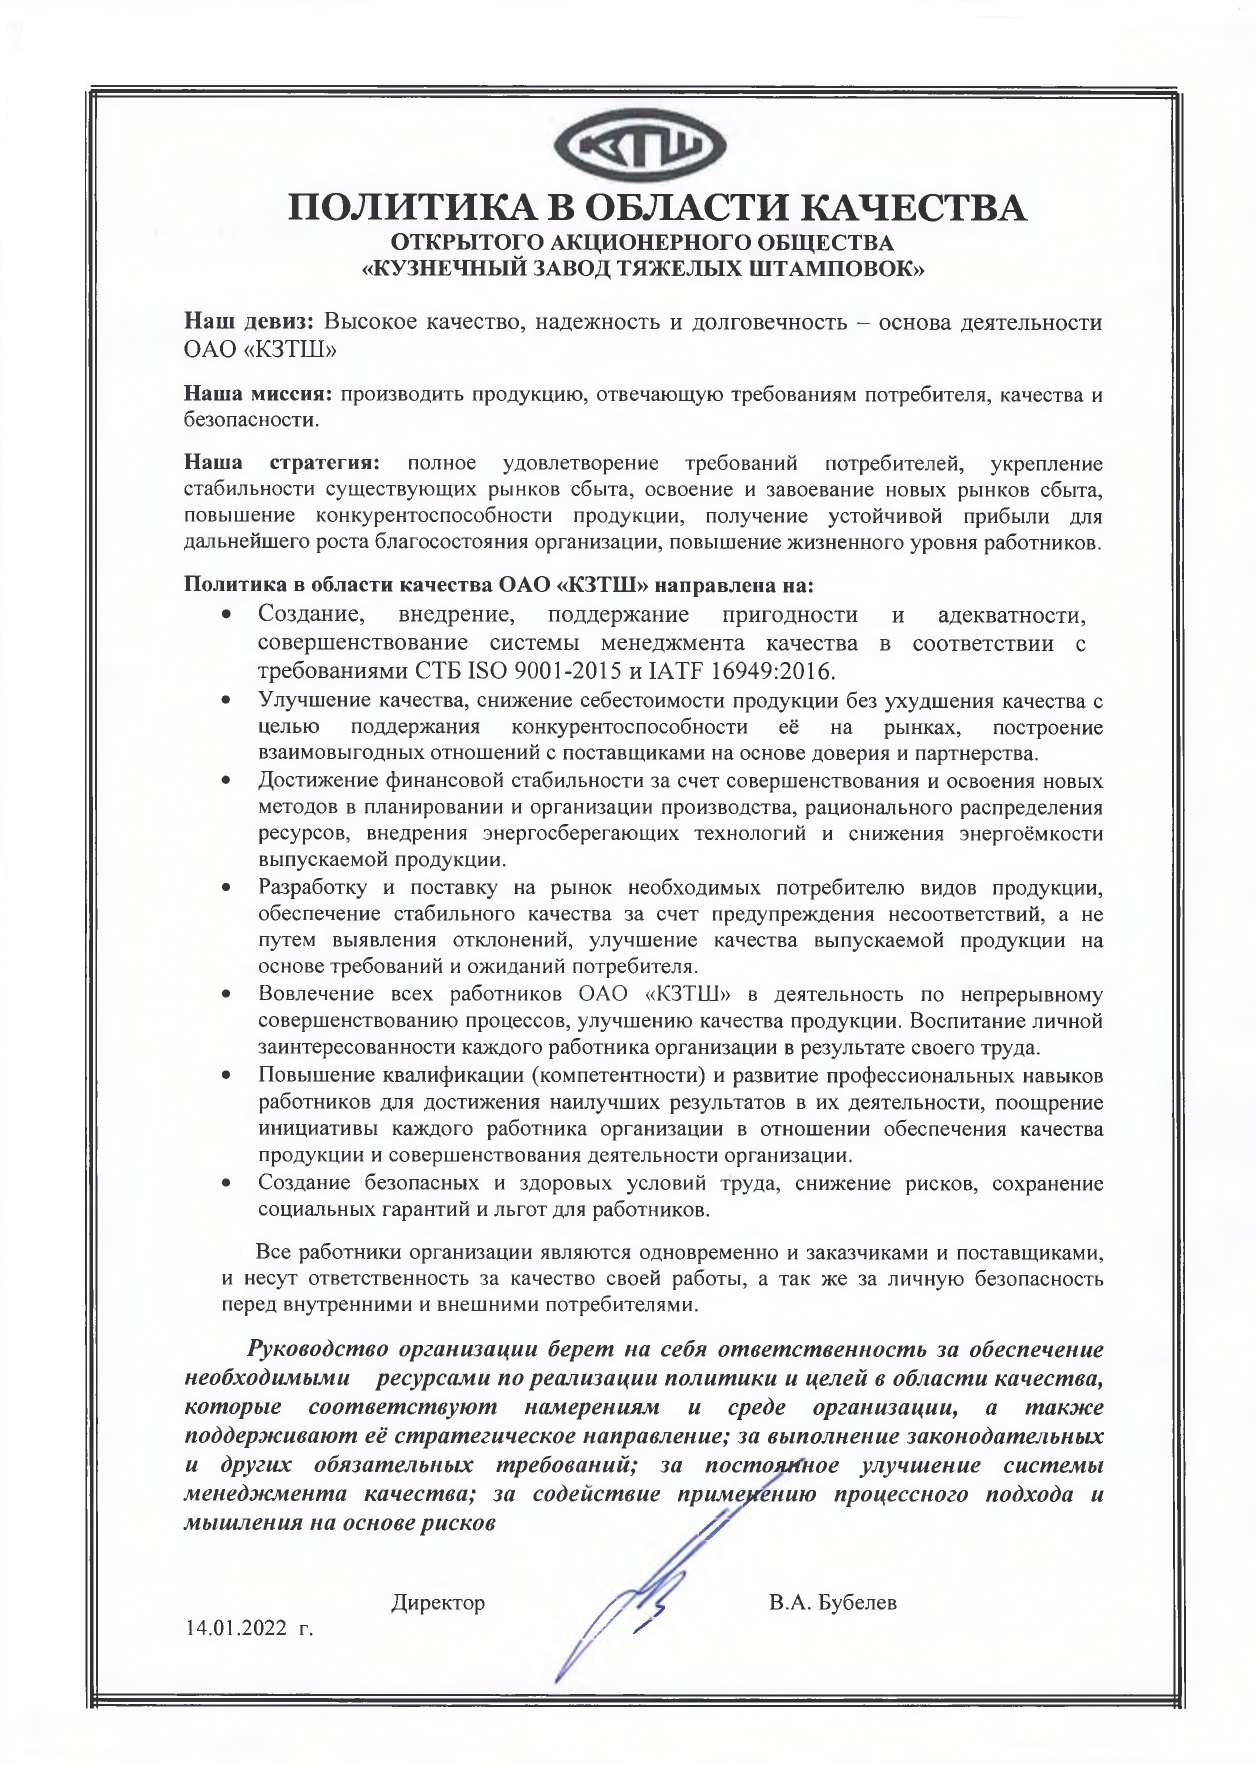 КЗТШ
ПОЛИТИКА В ОБЛАСТИ КАЧЕСТВА
ОТКРЫТОГО АКЦИОНЕРНОГО ОБЩЕСТВА
«КУЗНЕЧНЫЙ ЗАВОД ТЯЖЕЛЫХ ШТАМПОВОК»
Наш девиз: Высокое качество, надежность и долговечность – основа деятельности
ОАО «КЗТШ»
Наша миссия: производить продукцию, отвечающую требованиям потребителя, качества и
безопасности.
Наша стратегия: полное удовлетворение требований потребителей, укрепление
стабильности существующих рынков сбыта, освоение и завоевание новых рынков сбыта,
повышение конкурентоспособности продукции, получение устойчивой прибыли для
дальнейшего роста благосостояния организации, повышение жизненного уровня работников.
Политика в области качества ОАО «КЗТШ» направлена на:
• Создание, внедрение, поддержание пригодности и адекватности,
совершенствование системы менеджмента качества в соответствии с
требованиями СТБ ISO 9001-2015 и IATF 16949:2016.
• Улучшение качества, снижение себестоимости продукции без ухудшения качества с
целью поддержания конкурентоспособности её на рынках, построение
взаимовыгодных отношений с поставщиками на основе доверия и партнерства.
• Достижение финансовой стабильности за счет совершенствования и освоения новых
методов в планировании и организации производства, рационального распределения
ресурсов, внедрения энергосберегающих технологий и снижения энергоёмкости
выпускаемой продукции.
• Разработку и поставку на рынок необходимых потребителю видов продукции,
обеспечение стабильного качества за счет предупреждения несоответствий, а не
путем выявления отклонений, улучшение качества выпускаемой продукции на
основе требований и ожиданий потребителя.
• Вовлечение всех работников ОАО «КЗТШ» в деятельность по непрерывному
совершенствованию процессов, улучшению качества продукции. Воспитание личной
заинтересованности каждого работника организации в результате своего труда.
• Повышение квалификации (компетентности) и развитие профессиональных навыков
работников для достижения наилучших результатов в их деятельности, поощрение
инициативы каждого работника организации в отношении обеспечения качества
продукции и совершенствования деятельности организации.
• Создание безопасных и здоровых условий труда, снижение рисков, сохранение
социальных гарантий и льгот для работников.
Все работники организации являются одновременно и заказчиками и поставщиками,
и несут ответственность за качество своей работы, а так же за личную безопасность
перед внутренними и внешними потребителями.
Руководство организации берет на себя ответственность за обеспечение
необходимыми ресурсами по реализации политики и целей в области качества,
которые соответствуют намерениям и среде организации, а также
поддерживают её стратегическое направление; за выполнение законодательных
и других обязательных требований; за постоянное улучшение системы
менеджмента качества; за содействие применению процессного подхода и
мышления на основе рисков
Директор В.А. Бубелев
14.01.2022 г.